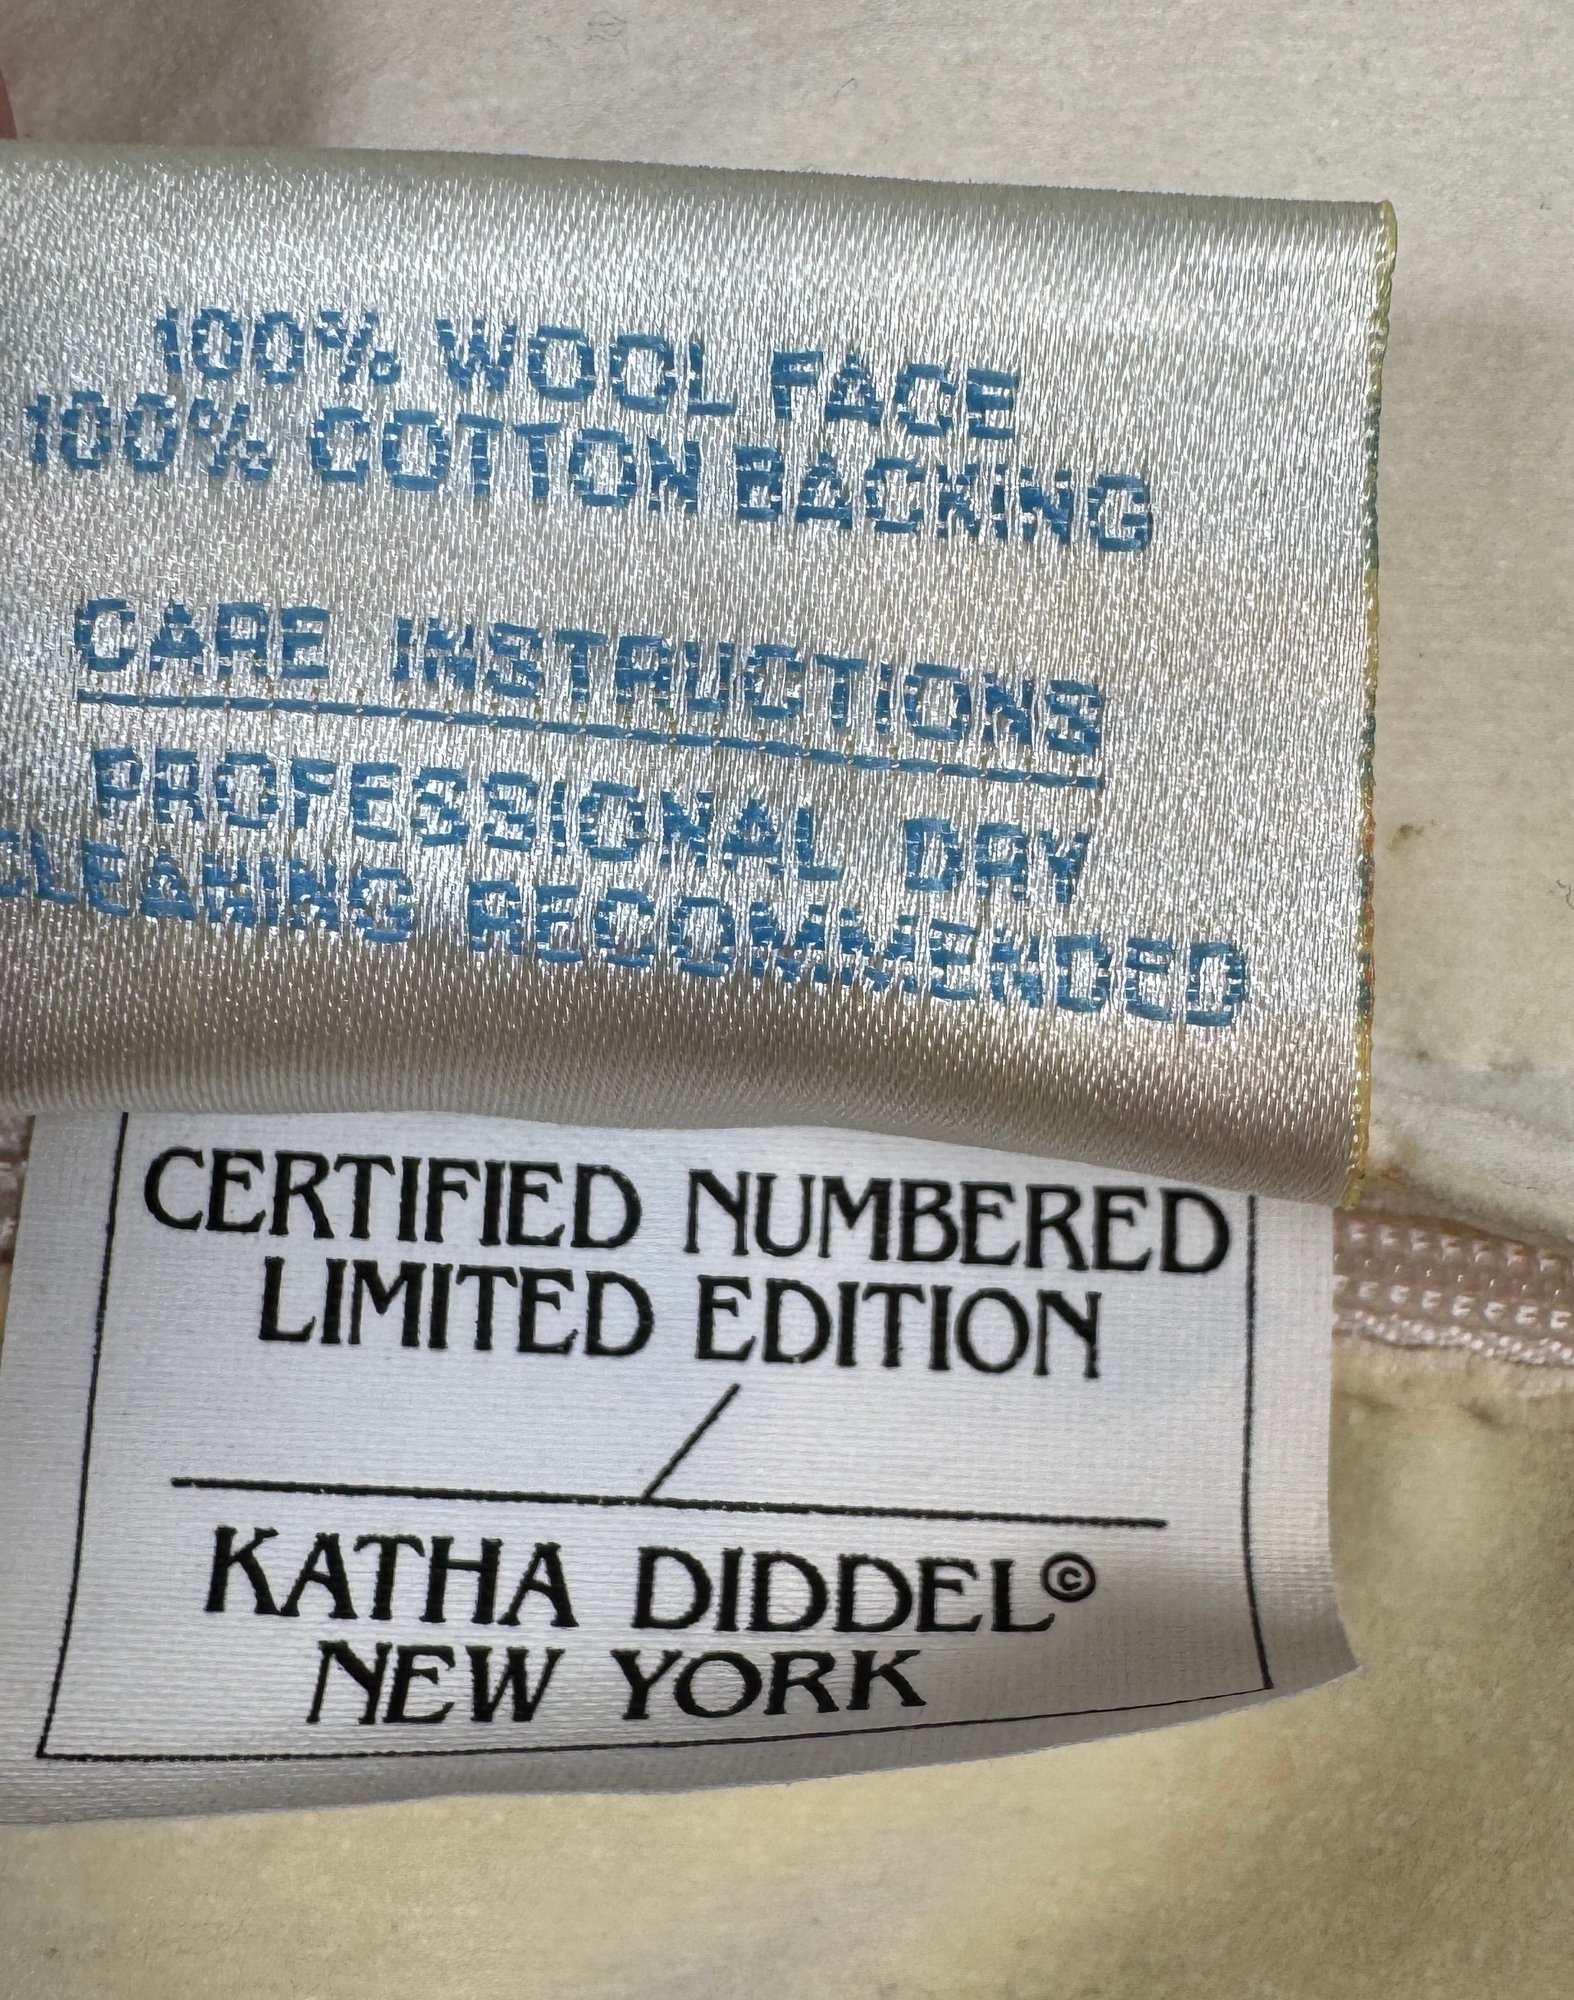 100% WOOL FACE
100% COTTON BACKING
CARE INSTRUCTIONS
PROFESSIONAL DRY
CLEANING RECOMMENDED
CERTIFIED NUMBERED
LIMITED EDITION
/
KATHA DIDDEL©
NEW YORK